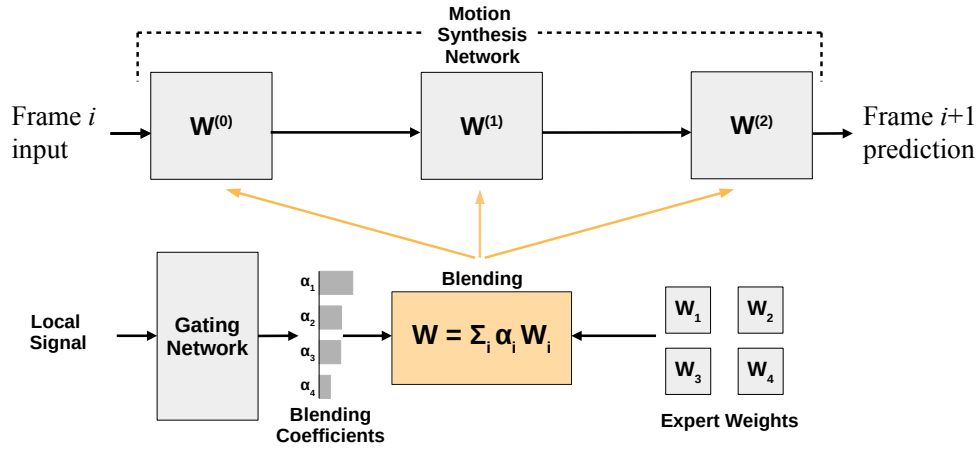 Motion
Synthesis
Network
Frame i
input
W(0)
W(1)
W(2)
Frame i+1
prediction
Local
Signal
Gating
Network
α1
α2
α3
α4
Blending
Coefficients
Blending
W = Σi αi Wi
W1
W2
W3
W4
Expert Weights